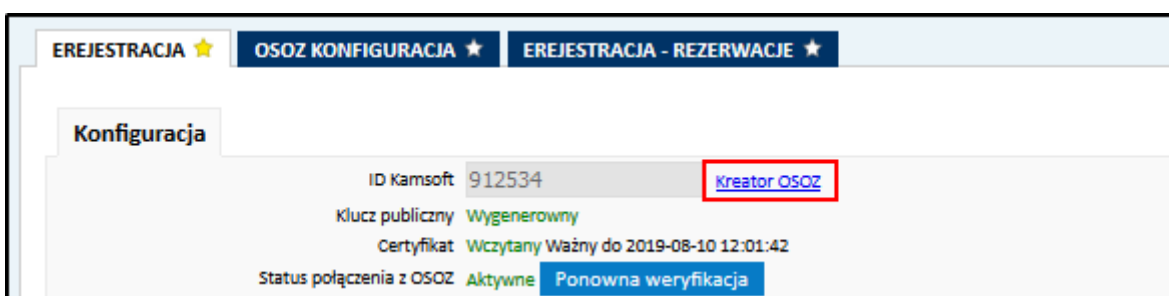 EREJESTRACJA OSOZ KONFIGURACJA EREJESTRACJA - REZERWACJE
Konfiguracja
ID Kamsoft 912534 Kreator OSOZ
Klucz publiczny Wygenerowny
Certyfikat Wczytany Ważny do 2019-08-10 12:01:42
Status połączenia z OSOZ Aktywne Ponowna weryfikacja